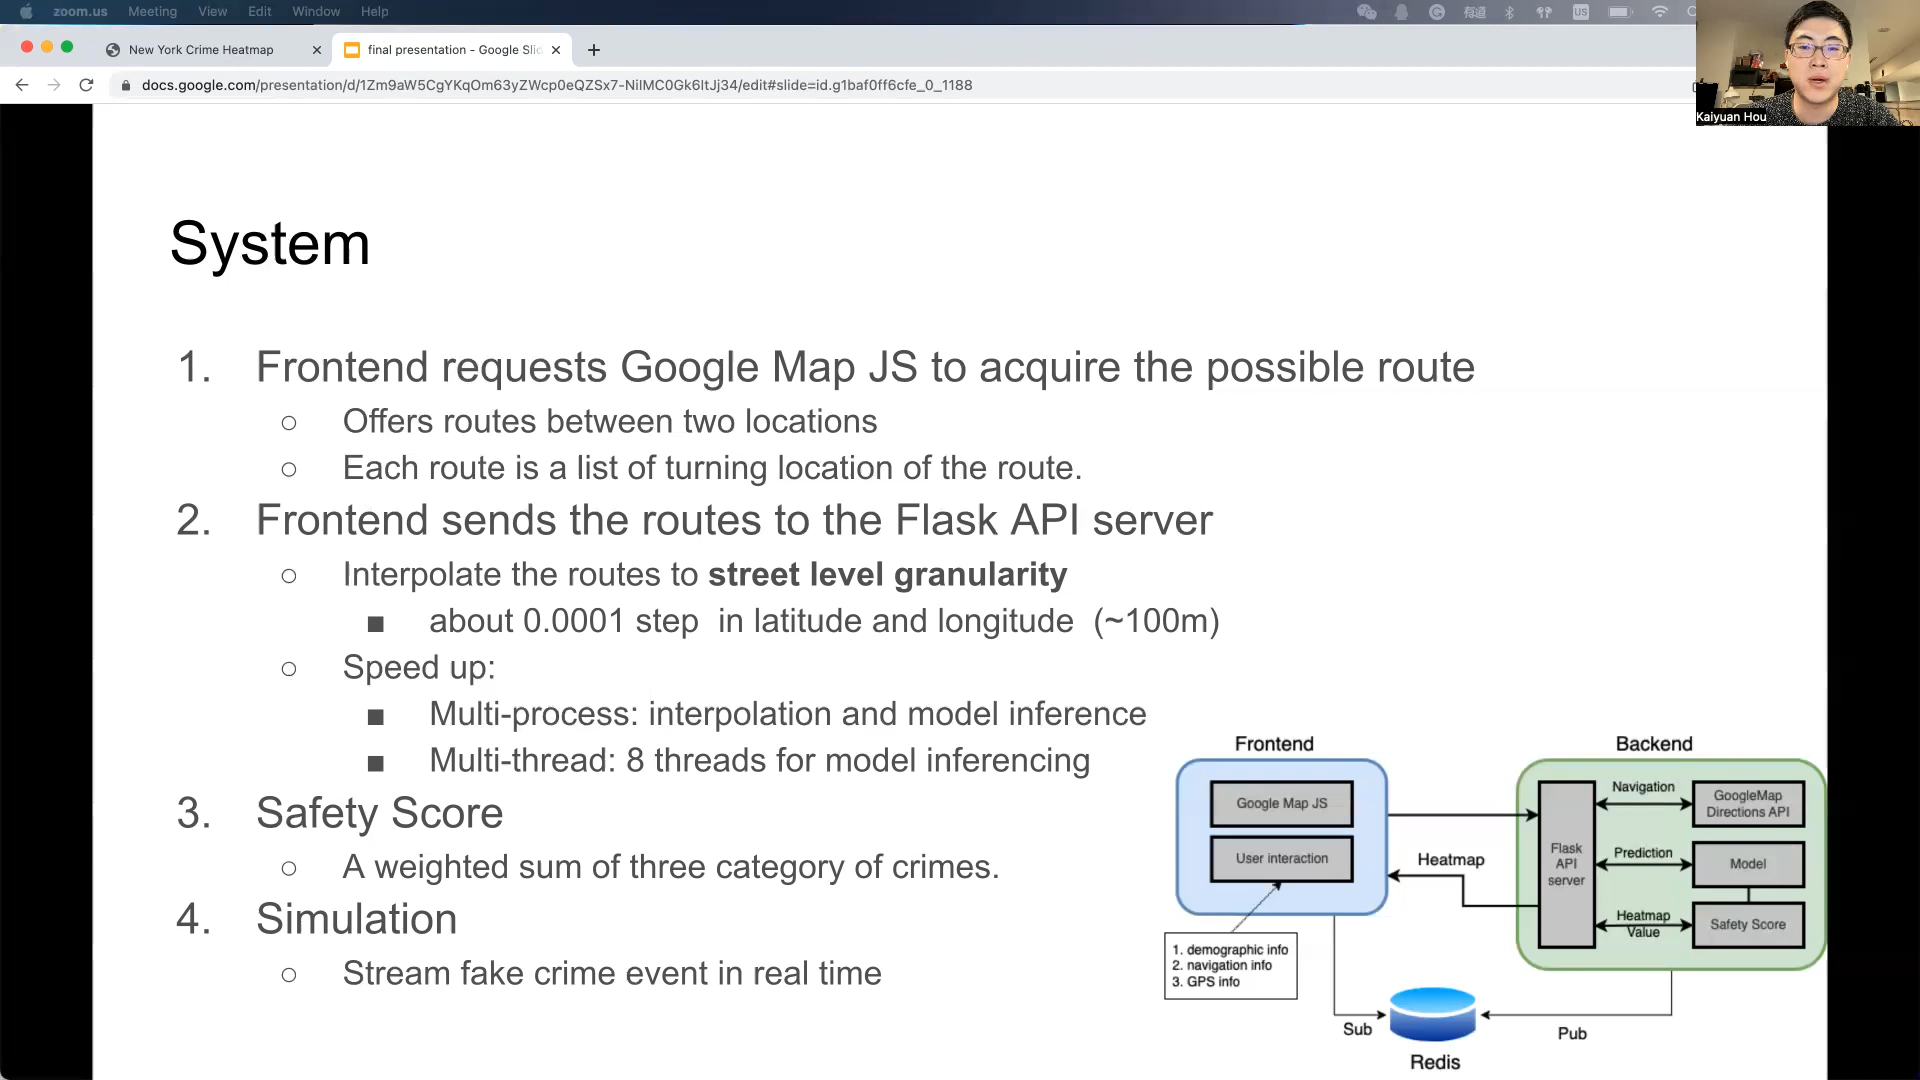 zoom.us Meeting View Edit Window Help
US
New York Crime Heatmap
final presentation - Google Slid
docs.google.com/presentation/d/1Zm9aW5CgYKqOm63yZWcp0eQZSx7-NilMC0Gk6ItJj34/edit#slide=id.g1baf0ff6cfe_0_1188
Kaiyuan Hou
System
1. Frontend requests Google Map JS to acquire the possible route
○ Offers routes between two locations
○ Each route is a list of turning location of the route.
2. Frontend sends the routes to the Flask API server
○ Interpolate the routes to street level granularity
■ about 0.0001 step in latitude and longitude (~100m)
○ Speed up:
■ Multi-process: interpolation and model inference
■ Multi-thread: 8 threads for model inferencing
3. Safety Score
○ A weighted sum of three category of crimes.
4. Simulation
○ Stream fake crime event in real time
Frontend
Google Map JS
User interaction
1. demographic info
2. navigation info
3. GPS info
Heatmap
Backend
Flask
API
server
Navigation
GoogleMap
Directions API
Prediction
Model
Heatmap
Value
Safety Score
Sub
Pub
Redis